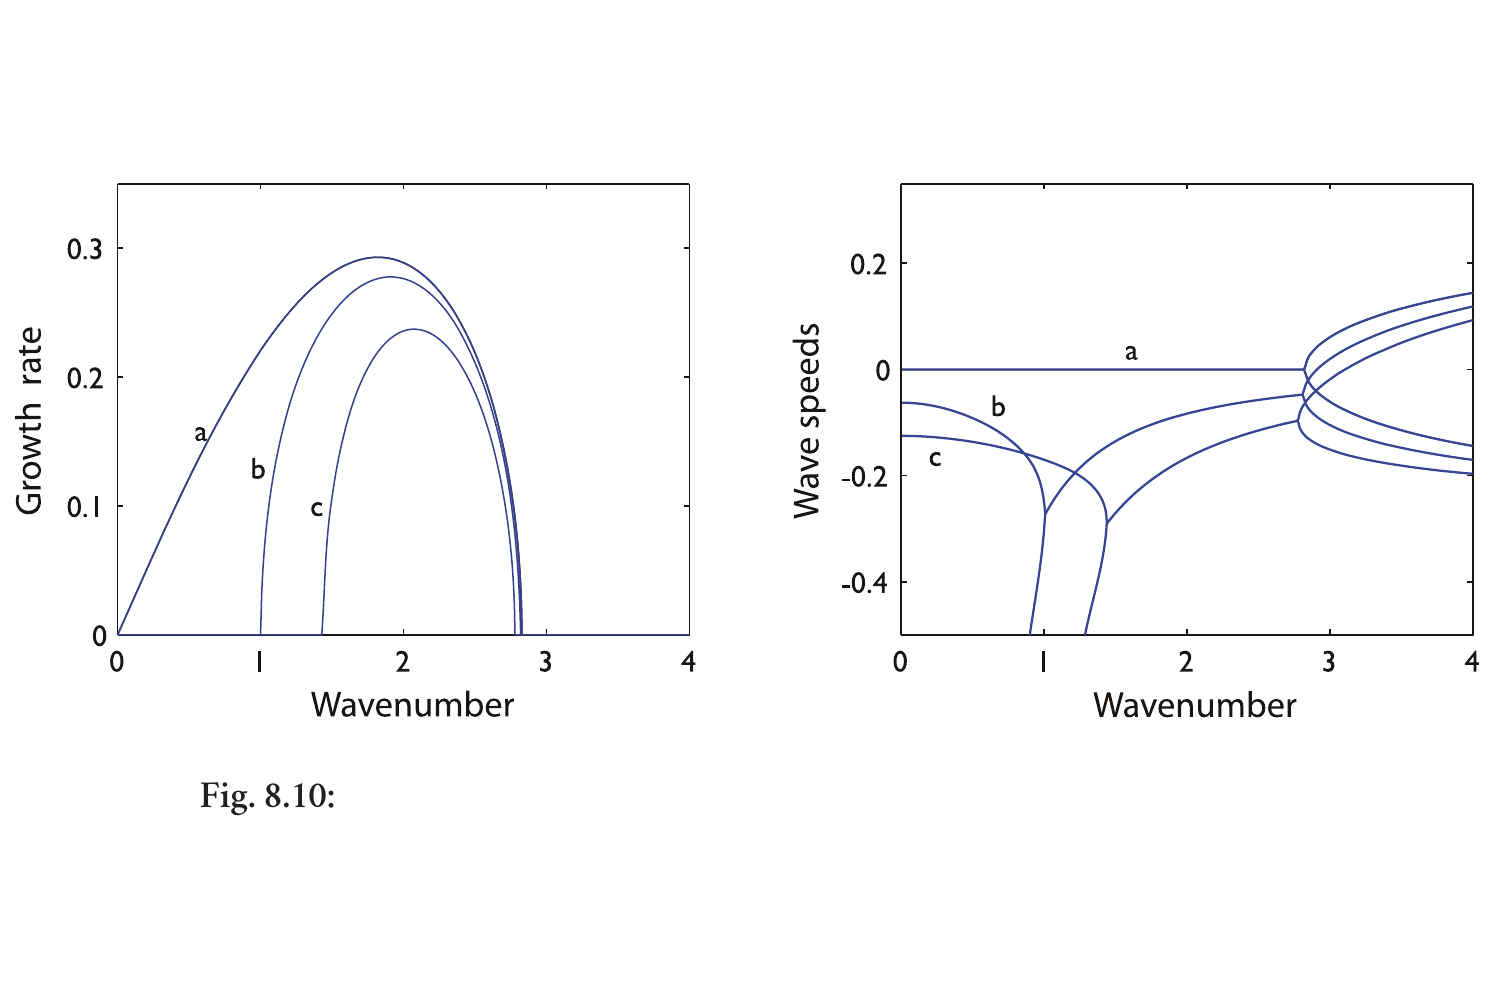 Growth rate
0.3
0.2
0.1
0
a
b
c
0 1 2 3 4
Wavenumber
Wave speeds
0.2
0
-0.2
-0.4
a
b
c
0 1 2 3 4
Wavenumber
Fig. 8.10: